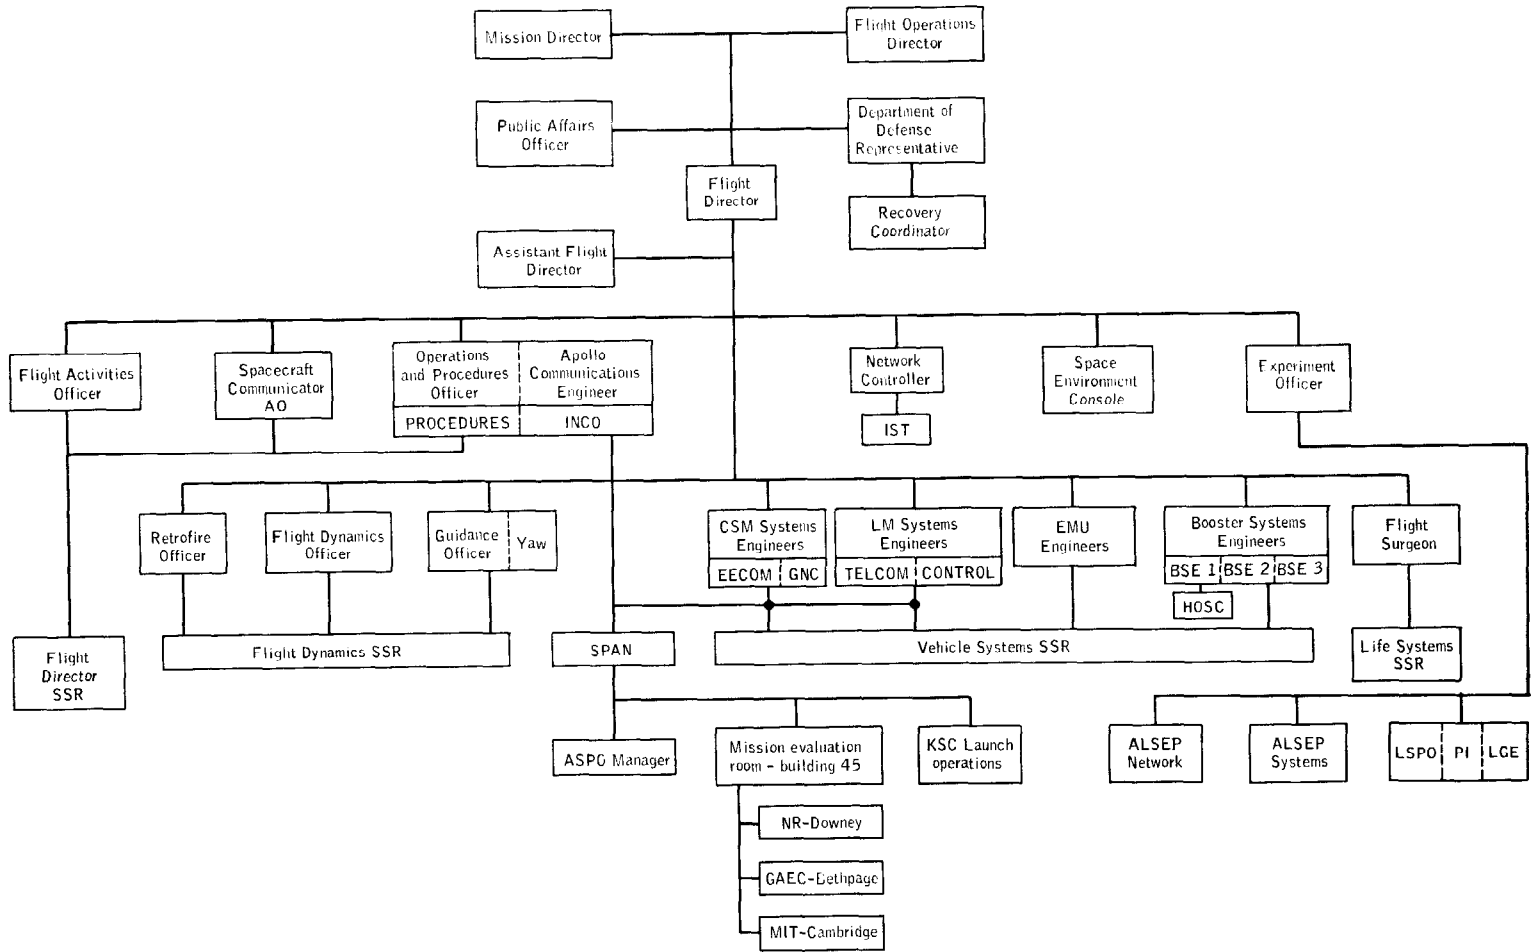 Mission Director
Flight Operations
Director
Public Affairs
Officer
Department of
Defense
Representative
Flight
Director
Recovery
Coordinator
Assistant Flight
Director
Flight Activities
Officer
Spacecraft
Communicator
AO
Operations
and Procedures
Officer
PROCEDURES
Apollo
Communications
Engineer
INCO
Network
Controller
IST
Space
Environment
Console
Experiment
Officer
Retrofire
Officer
Flight Dynamics
Officer
Guidance
Officer
Yaw
CSM Systems
Engineers
EECOM GNC
LM Systems
Engineers
TELCOM CONTROL
EMU
Engineers
Booster Systems
Engineers
BSE 1 BSE 2 BSE 3
HOSC
Flight
Surgeon
Flight
Director
SSR
Flight Dynamics SSR
SPAN
Vehicle Systems SSR
Life Systems
SSR
ASPO Manager
Mission evaluation
room - building 45
KSC Launch
operations
ALSEP
Network
ALSEP
Systems
LSPO PI LGE
NR-Downey
GAEC-Bethpage
MIT-Cambridge